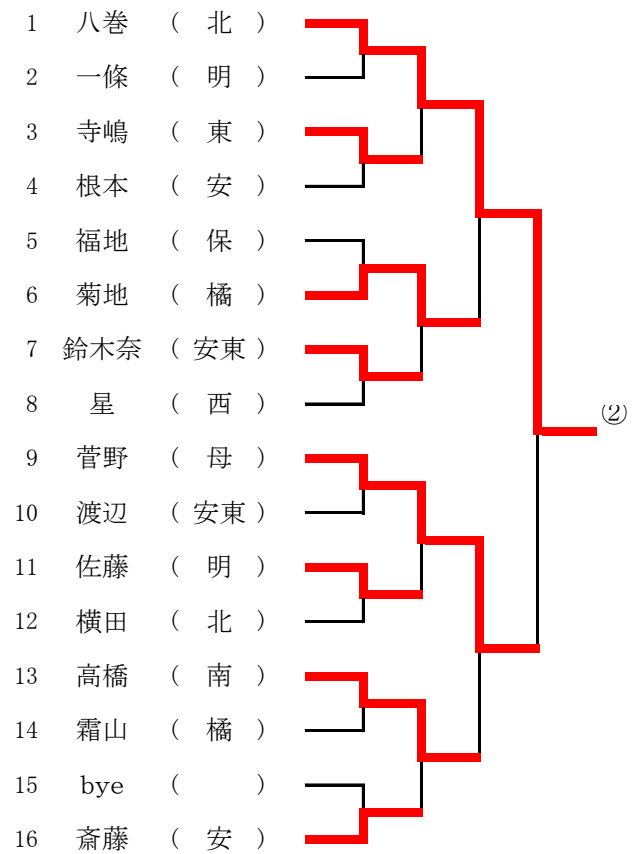 1 八巻 ( 北 )
2 一條 ( 明 )
3 寺嶋 ( 東 )
4 根本 ( 安 )
5 福地 ( 保 )
6 菊地 ( 橘 )
7 鈴木奈 ( 安東 )
8 星 ( 西 )
②
9 菅野 ( 母 )
10 渡辺 ( 安東 )
11 佐藤 ( 明 )
12 横田 ( 北 )
13 高橋 ( 南 )
14 霜山 ( 橘 )
15 bye ( )
16 斎藤 ( 安 )